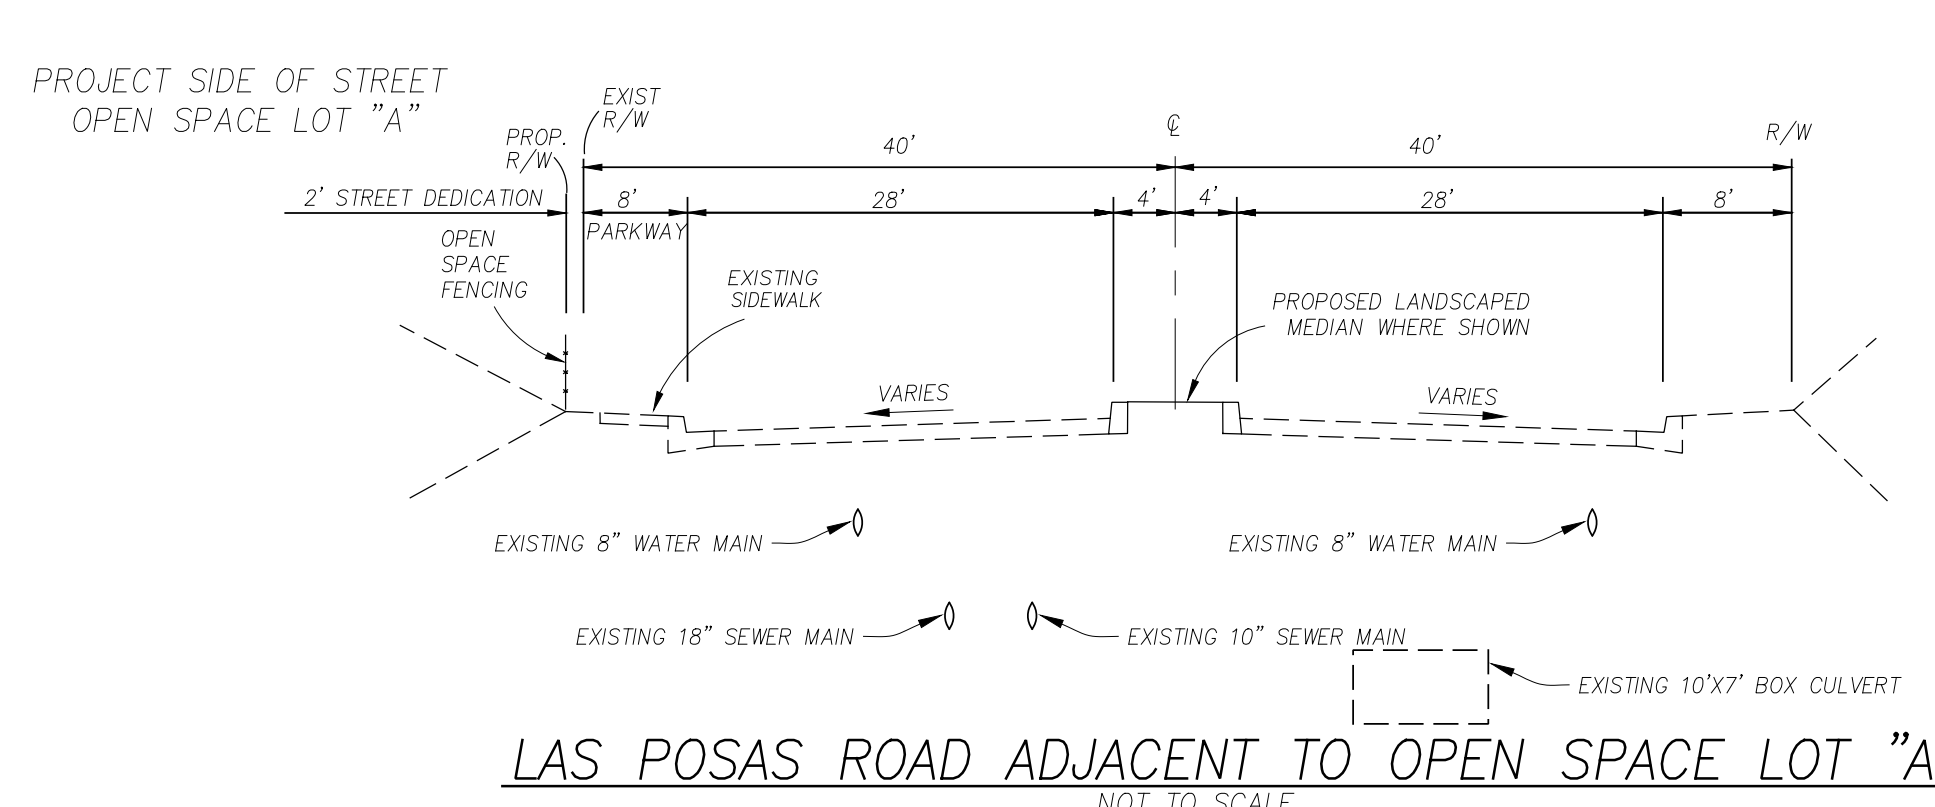 PROJECT SIDE OF STREET
OPEN SPACE LOT "A"
EXIST
R/W
PROP.
R/W
℄
R/W
40'
40'
2' STREET DEDICATION
8'
28'
4'
4'
28'
8'
PARKWAY
OPEN
SPACE
FENCING
EXISTING
SIDEWALK
PROPOSED LANDSCAPED
MEDIAN WHERE SHOWN
VARIES
VARIES
EXISTING 8" WATER MAIN
EXISTING 8" WATER MAIN
EXISTING 18" SEWER MAIN
EXISTING 10" SEWER MAIN
EXISTING 10'X7' BOX CULVERT
LAS POSAS ROAD ADJACENT TO OPEN SPACE LOT "A
NOT TO SCALE